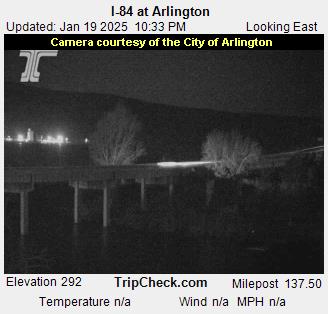 I-84 at Arlington
Updated: Jan 19 2025 10:33 PM Looking East
Camera courtesy of the City of Arlington
Elevation 292 TripCheck.com Milepost 137.50
Temperature n/a Wind n/a MPH n/a